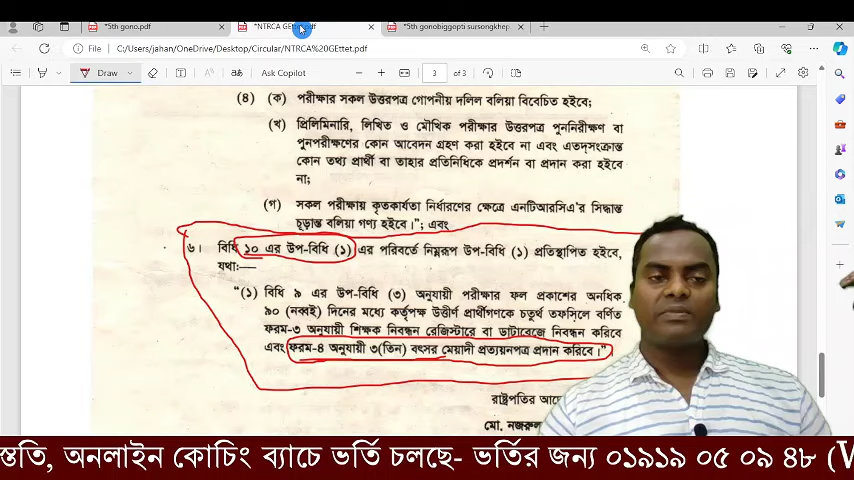 *5th gono.pdf
*NTRCA GEttet.pdf
*5th gonobiggopti sursongkhep
File
C:/Users/jahan/OneDrive/Desktop/Circular/NTRCA%20GEttet.pdf
Draw
Ask Copilot
3 of 3
(৪) (ক) পরীক্ষার সকল উত্তরপত্র গোপনীয় দলিল বলিয়া বিবেচিত হইবে;
(খ) প্রিলিমিনারি, লিখিত ও মৌখিক পরীক্ষার উত্তরপত্র পুননিরীক্ষণ বা
পুনপরীক্ষণের কোন আবেদন গ্রহণ করা হইবে না এবং এতদ্‌সংক্রান্ত
কোন তথ্য প্রার্থী বা তাহার প্রতিনিধিকে প্রদর্শন বা প্রদান করা হইবে
না;
(গ) সকল পরীক্ষায় কৃতকার্যতা নির্ধারণের ক্ষেত্রে এনটিআরসিএ’র সিদ্ধান্ত
চূড়ান্ত বলিয়া গণ্য হইবে।”; এবং
৬। বিধি ১০ এর উপ-বিধি (১) এর পরিবর্তে নিম্নরূপ উপ-বিধি (১) প্রতিস্থাপিত হইবে,
যথা:—
“(১) বিধি ৯ এর উপ-বিধি (৩) অনুযায়ী পরীক্ষার ফল প্রকাশের অনধিক
৯০ (নব্বই) দিনের মধ্যে কর্তৃপক্ষ উত্তীর্ণ প্রার্থীগণকে চতুর্থ তফসিলে বর্ণিত
ফরম-৩ অনুযায়ী শিক্ষক নিবন্ধন রেজিস্টারে বা ডাটাবেজে নিবন্ধন করিবে
এবং ফরম-৪ অনুযায়ী ৩(তিন) বৎসর মেয়াদী প্রত্যয়নপত্র প্রদান করিবে।”
রাষ্ট্রপতির আদে
মো. নজরুল
স্তুতি, অনলাইন কোচিং ব্যাচে ভর্তি চলছে- ভর্তির জন্য ০১৯১৯ ০৫ ০৯ ৪৮ (W